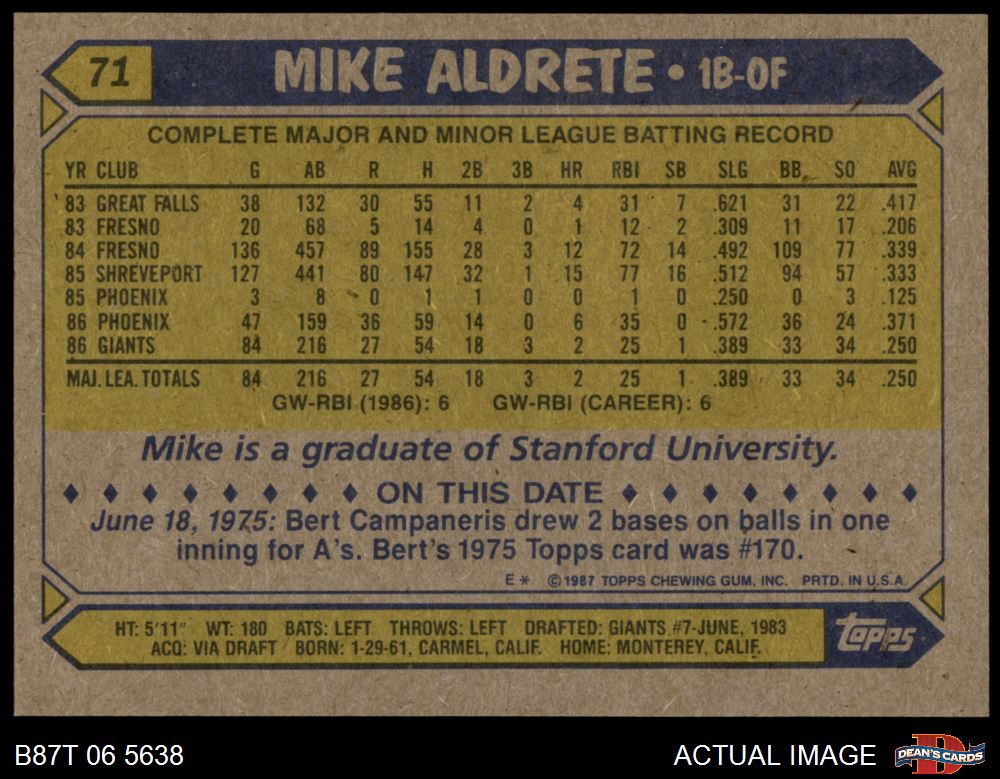 71 MIKE ALDRETE • 1B-OF
COMPLETE MAJOR AND MINOR LEAGUE BATTING RECORD
YR CLUB G AB R H 2B 3B HR RBI SB SLG BB SO AVG
83 GREAT FALLS 38 132 30 55 11 2 4 31 7 .621 31 22 .417
83 FRESNO 20 68 5 14 4 0 1 12 2 .309 11 17 .206
84 FRESNO 136 457 89 155 28 3 12 72 14 .492 109 77 .339
85 SHREVEPORT 127 441 80 147 32 1 15 77 16 .512 94 57 .333
85 PHOENIX 3 8 0 1 1 0 0 1 0 .250 0 3 .125
86 PHOENIX 47 159 36 59 14 0 6 35 0 .572 36 24 .371
86 GIANTS 84 216 27 54 18 3 2 25 1 .389 33 34 .250
MAJ. LEA. TOTALS 84 216 27 54 18 3 2 25 1 .389 33 34 .250
GW-RBI (1986): 6 GW-RBI (CAREER): 6
Mike is a graduate of Stanford University.
ON THIS DATE
June 18, 1975: Bert Campaneris drew 2 bases on balls in one
inning for A's. Bert's 1975 Topps card was #170.
E* ©1987 TOPPS CHEWING GUM, INC. PRTD. IN U.S.A.
HT: 5'11" WT: 180 BATS: LEFT THROWS: LEFT DRAFTED: GIANTS #7-JUNE, 1983
ACQ: VIA DRAFT BORN: 1-29-61, CARMEL, CALIF. HOME: MONTEREY, CALIF.
topps
B87T 06 5638 ACTUAL IMAGE D DEAN'S CARDS